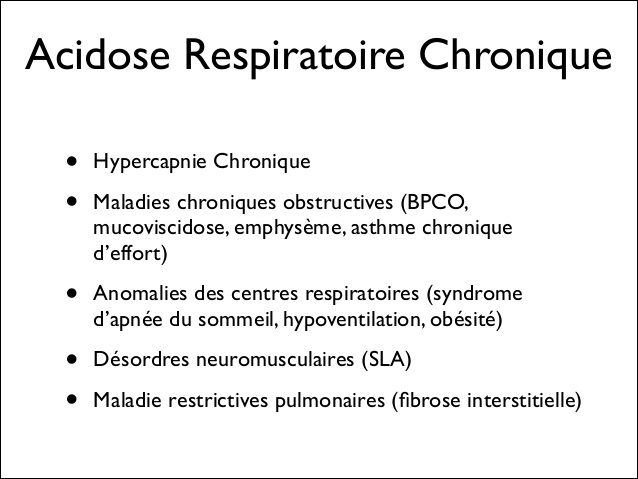 Acidose Respiratoire Chronique
• Hypercapnie Chronique
• Maladies chroniques obstructives (BPCO,
mucoviscidose, emphysème, asthme chronique
d'effort)
• Anomalies des centres respiratoires (syndrome
d'apnée du sommeil, hypoventilation, obésité)
• Désordres neuromusculaires (SLA)
• Maladie restrictives pulmonaires (fibrose interstitielle)